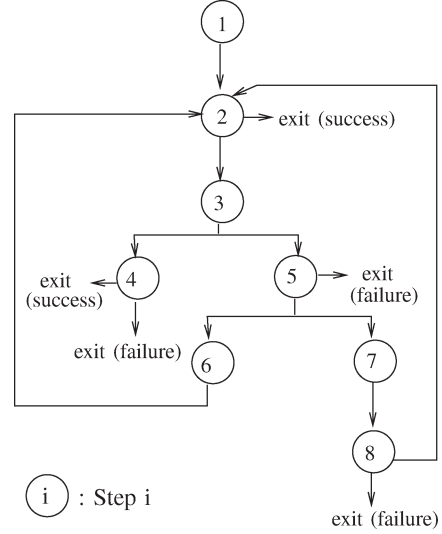 1
2
exit (success)
3
4
exit
(success)
5
exit
(failure)
exit (failure)
6
7
8
i : Step i
exit (failure)